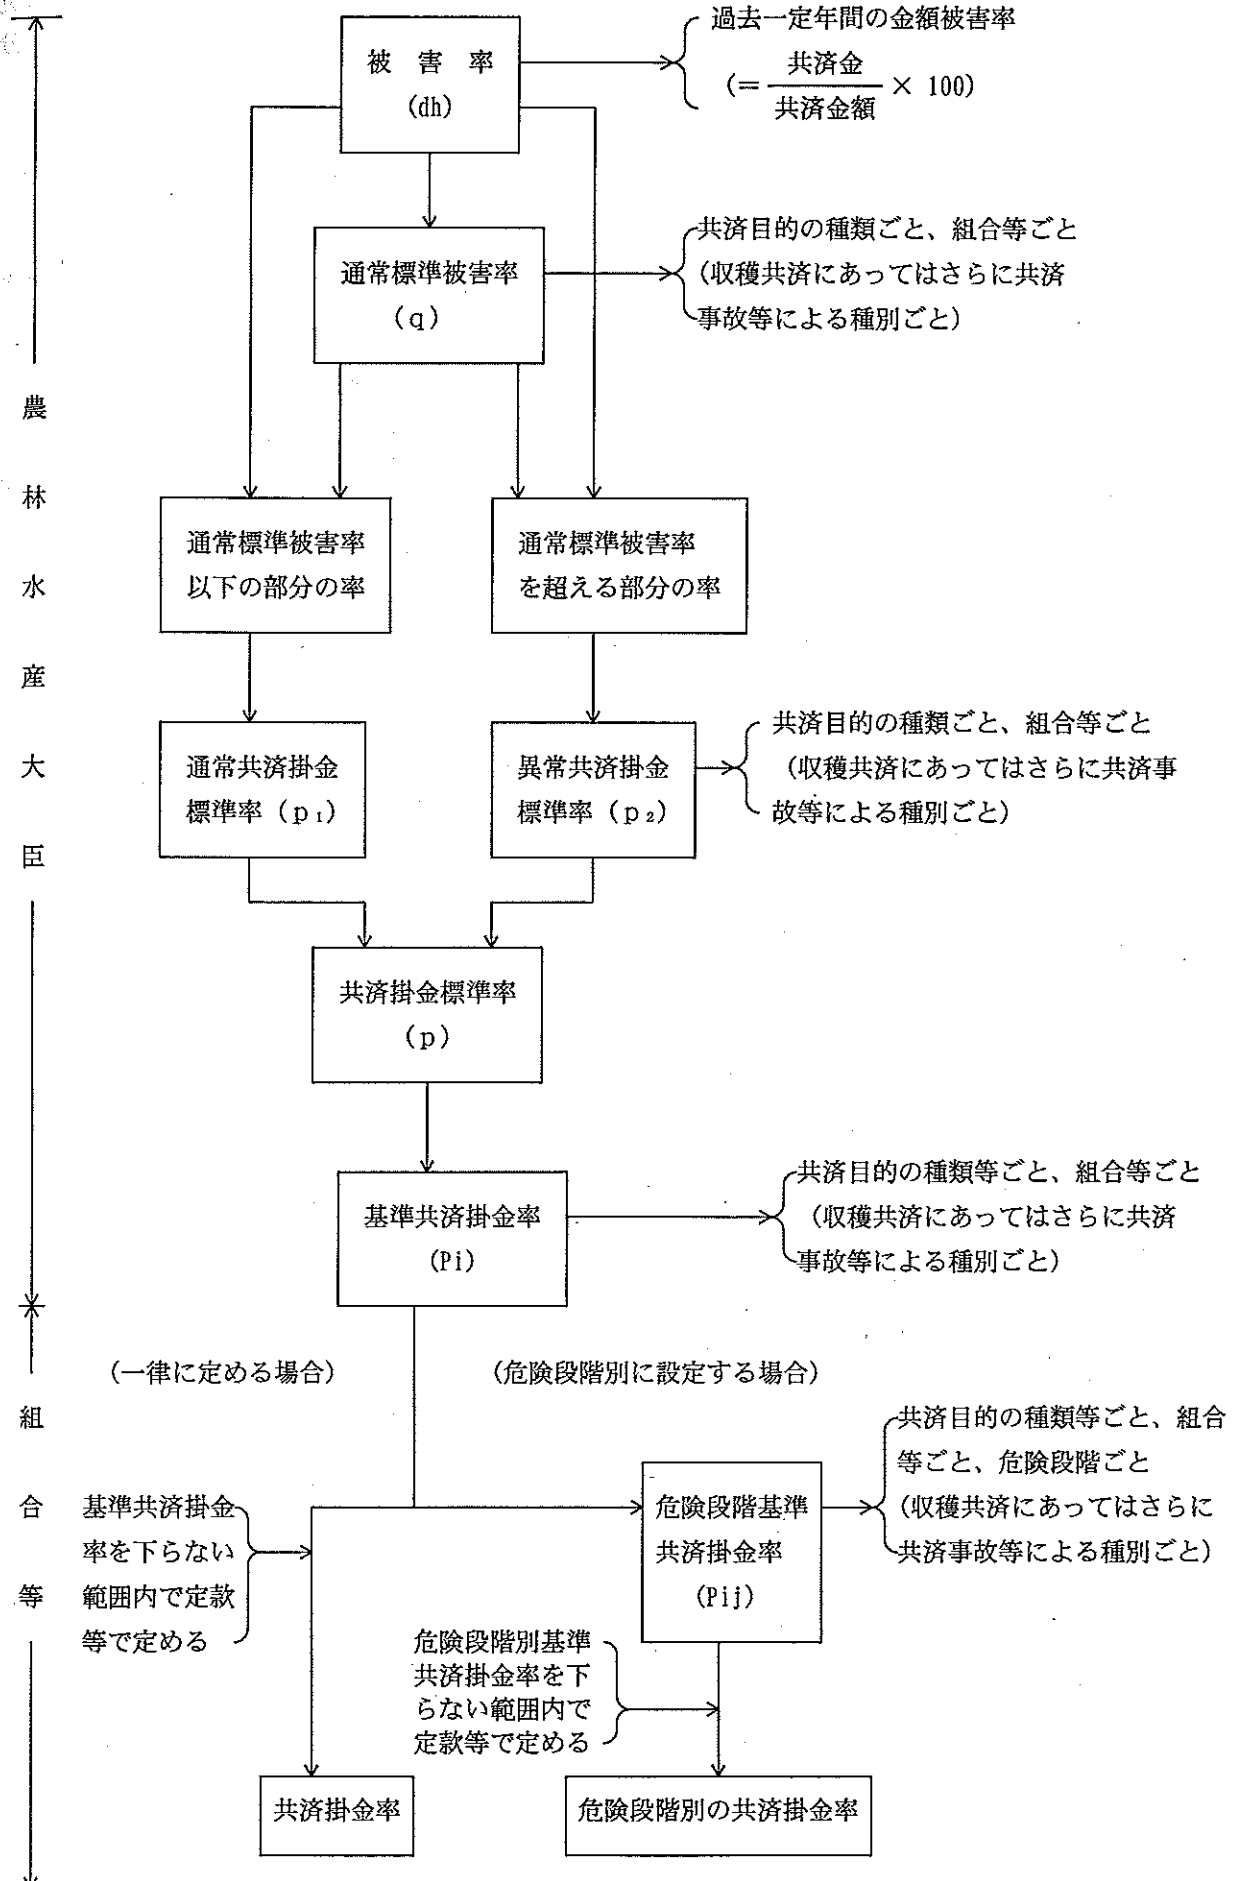 過去一定年間の金額被害率
(＝共済金/共済金額 × 100)
被 害 率
(dh)
通常標準被害率
(q)
共済目的の種類ごと、組合等ごと
(収穫共済にあってはさらに共済
事故等による種別ごと)
農林水産大臣
通常標準被害率
以下の部分の率
通常標準被害率
を超える部分の率
通常共済掛金
標準率(p₁)
異常共済掛金
標準率(p₂)
共済目的の種類ごと、組合等ごと
(収穫共済にあってはさらに共済事
故等による種別ごと)
共済掛金標準率
(p)
基準共済掛金率
(Pi)
共済目的の種類等ごと、組合等ごと
(収穫共済にあってはさらに共済
事故等による種別ごと)
組合等
(一律に定める場合)
(危険段階別に設定する場合)
基準共済掛金
率を下らない
範囲内で定款
等で定める
危険段階基準
共済掛金率
(Pij)
共済目的の種類等ごと、組合
等ごと、危険段階ごと
(収穫共済にあってはさらに
共済事故等による種別ごと)
危険段階別基準
共済掛金率を下
らない範囲内で
定款等で定める
共済掛金率
危険段階別の共済掛金率